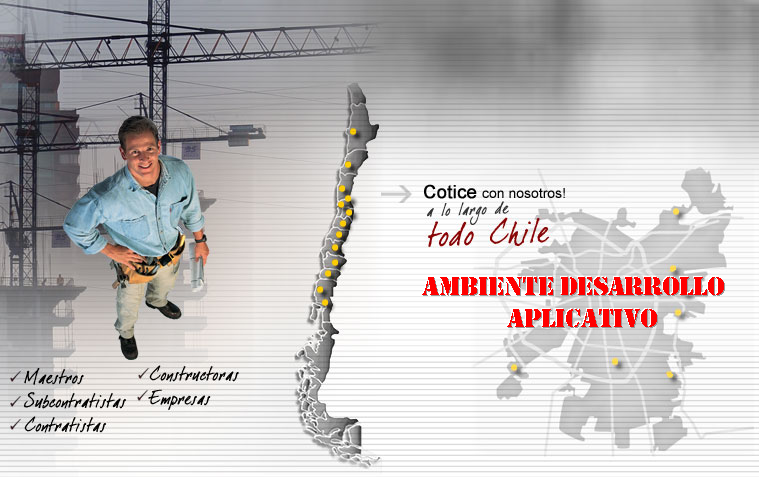 Cotice con nosotros!
a lo largo de
todo Chile
AMBIENTE DESARROLLO
APLICATIVO
✓ Maestros
✓ Subcontratistas
✓ Contratistas
✓ Constructoras
✓ Empresas